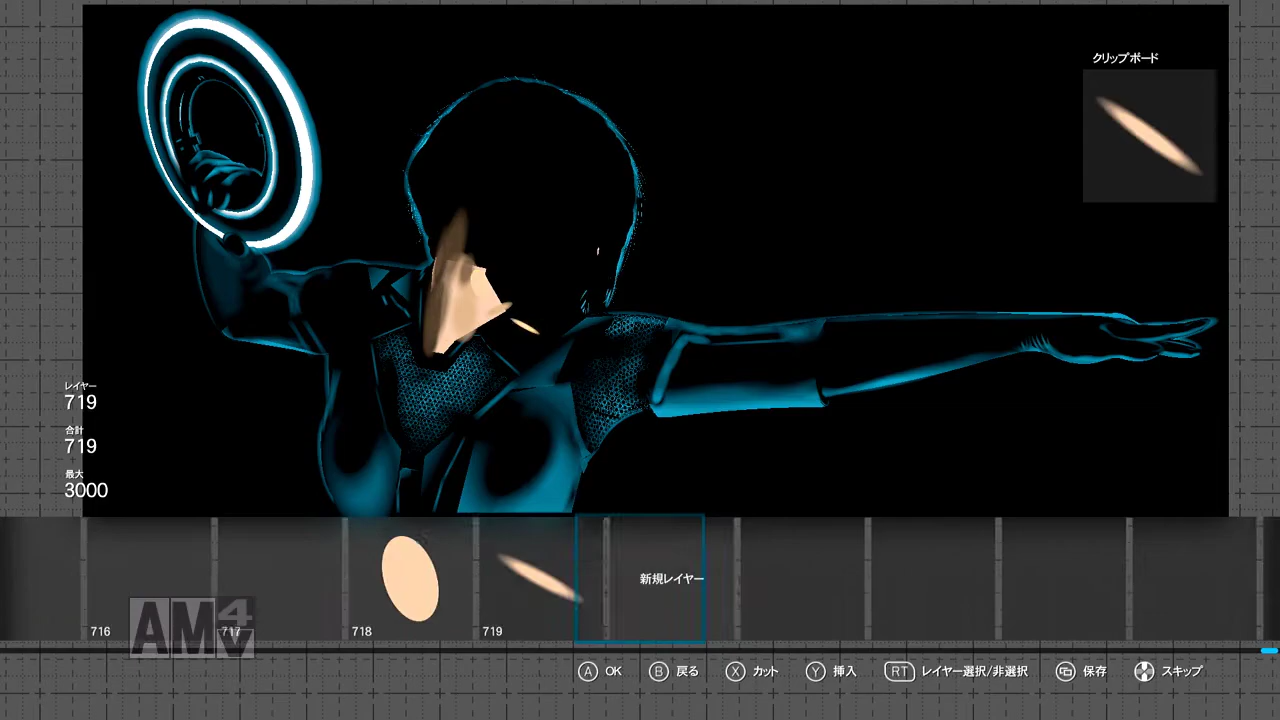 クリップボード
レイヤー
719
合計
719
最大
3000
新規レイヤー
716
717
718
719
AM4V
A OK
B 戻る
X カット
Y 挿入
RT レイヤー選択/非選択
保存
スキップ